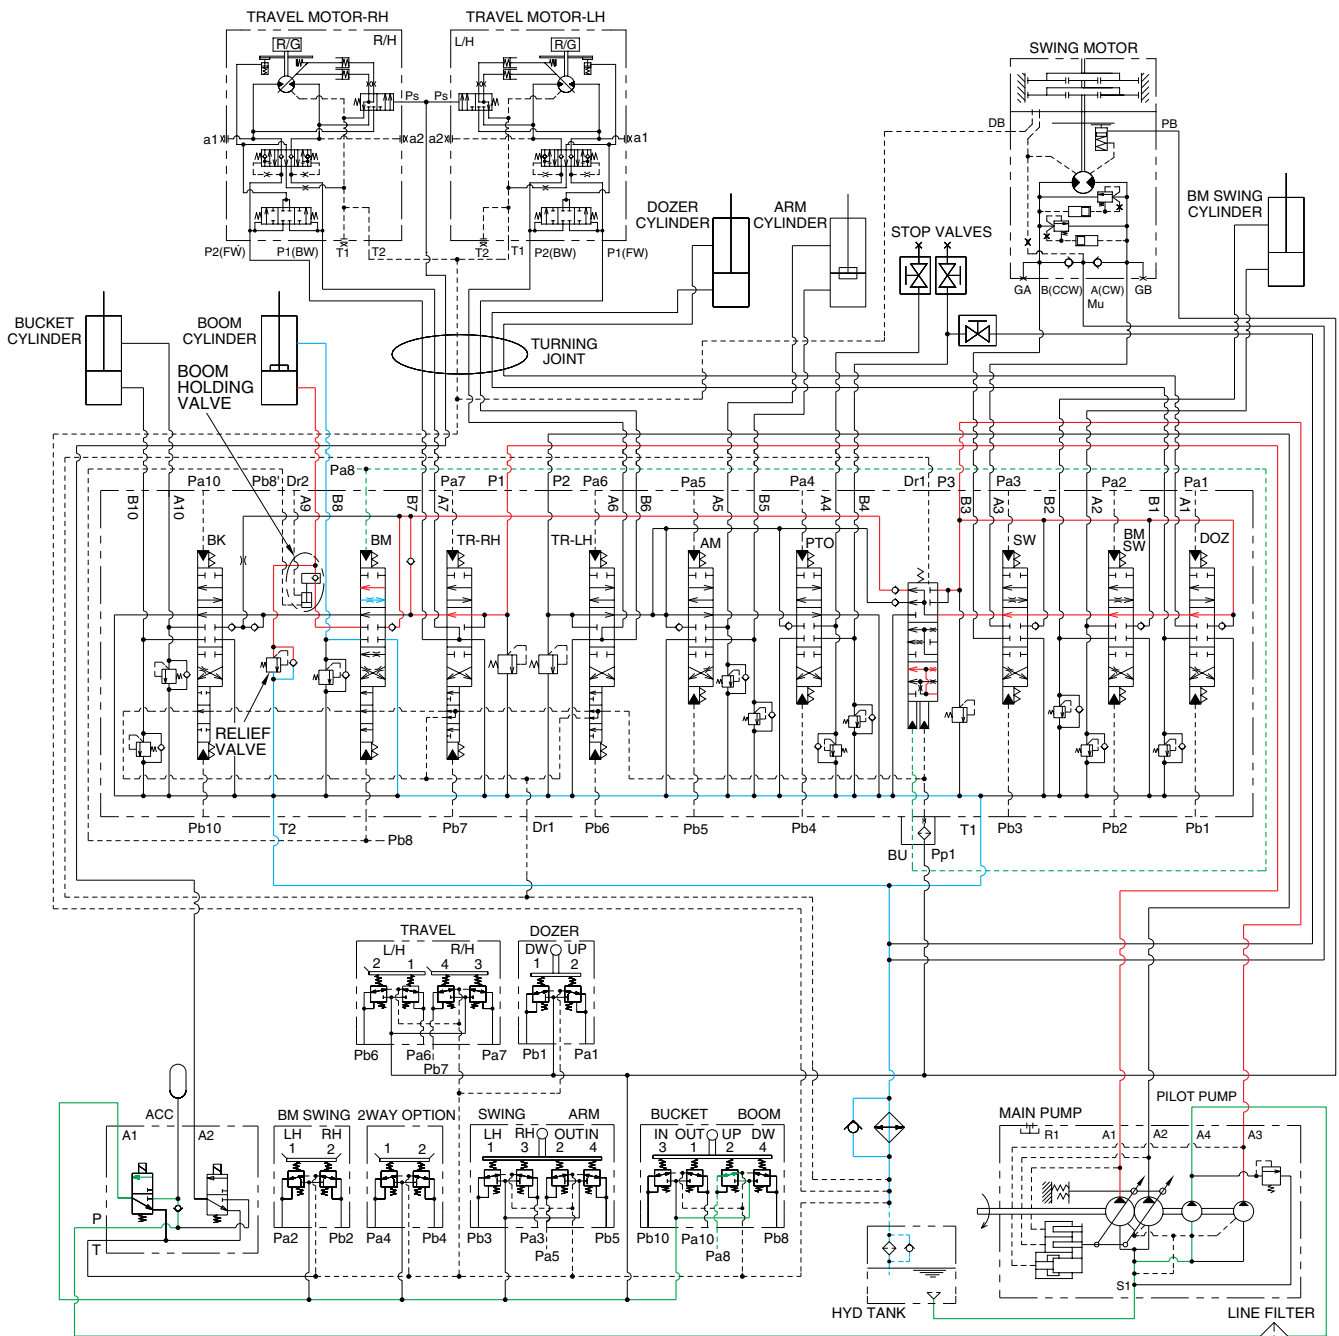 TRAVEL MOTOR-RH
TRAVEL MOTOR-LH
R/G
R/H
L/H
R/G
SWING MOTOR
Ps
Ps
a1
a2
a2
a1
DB
PB
P2(FW)
P1(BW)
T1
T2
T2
T1
P2(BW)
P1(FW)
DOZER
CYLINDER
ARM
CYLINDER
STOP VALVES
BM SWING
CYLINDER
GA
B(CCW)
A(CW)
GB
Mu
BUCKET
CYLINDER
BOOM
CYLINDER
TURNING
JOINT
BOOM
HOLDING
VALVE
Pa10
Pb8'
Dr2
Pa8
Pa7
P1
P2
Pa6
Pa5
Pa4
Dr1
P3
Pa3
Pa2
Pa1
B10
A10
A9
B8
B7
A7
A6
B6
A5
B5
A4
B4
B3
A3
B2
A2
B1
A1
BK
BM
TR-RH
TR-LH
AM
PTO
SW
BM
SW
DOZ
RELIEF
VALVE
Pb10
T2
Pb8
Pb7
Dr1
Pb6
Pb5
Pb4
BU
Pp1
T1
Pb3
Pb2
Pb1
TRAVEL
L/H
R/H
2
1
4
3
DOZER
DW
UP
1
2
Pb6
Pa6
Pb7
Pa7
Pb1
Pa1
ACC
A1
A2
P
T
BM SWING
LH
RH
1
2
Pa2
Pb2
2WAY OPTION
1
2
Pa4
Pb4
SWING
ARM
LH
RH
OUT
IN
1
3
2
4
Pb3
Pa3
Pa5
Pb5
BUCKET
BOOM
IN
OUT
UP
DW
3
1
2
4
Pb10
Pa10
Pa8
Pb8
HYD TANK
PILOT PUMP
MAIN PUMP
R1
A1
A2
A4
A3
S1
LINE FILTER